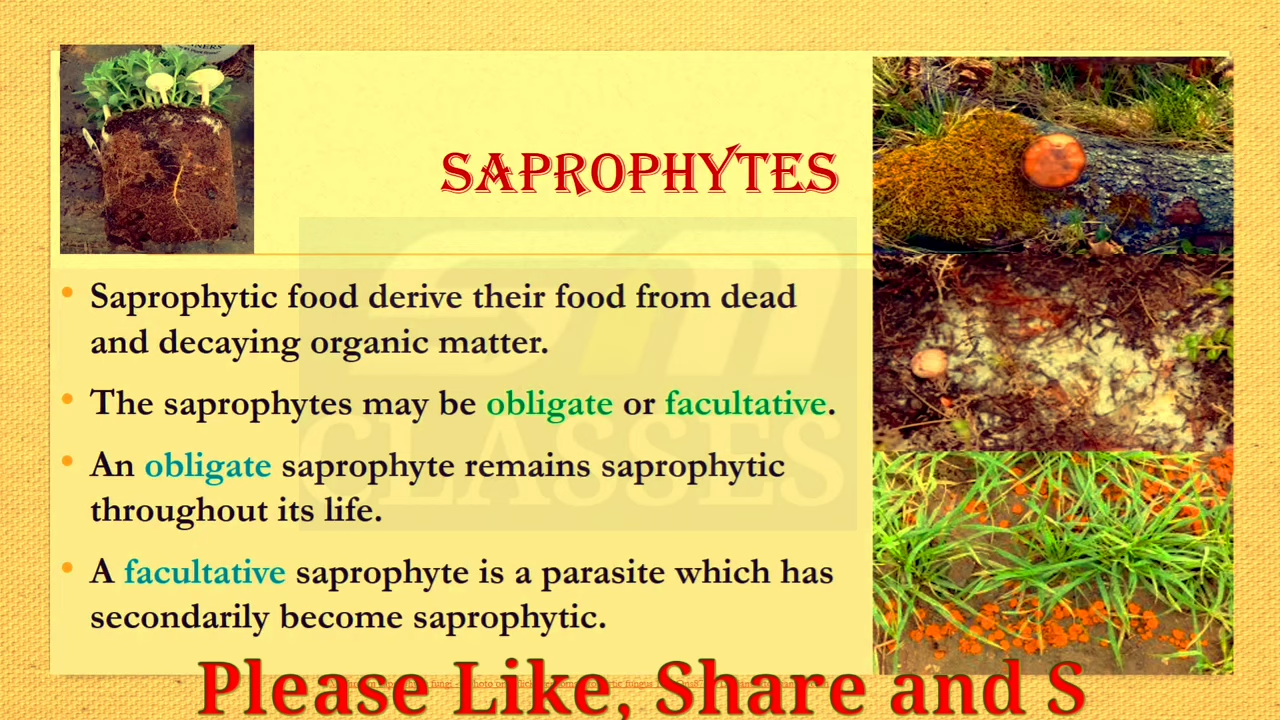 SAPROPHYTES
Saprophytic food derive their food from dead
and decaying organic matter.
The saprophytes may be obligate or facultative.
An obligate saprophyte remains saprophytic
throughout its life.
A facultative saprophyte is a parasite which has
secondarily become saprophytic.
SM
CLASSES
Please Like, Share and S